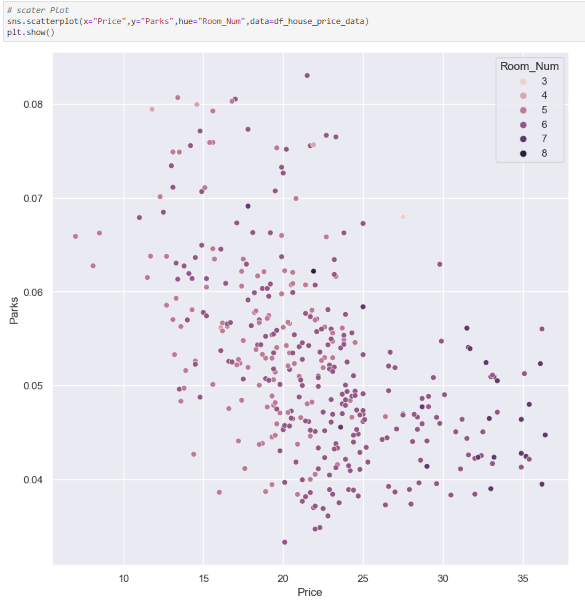 # scater Plot
sns.scatterplot(x="Price",y="Parks",hue="Room_Num",data=df_house_price_data)
plt.show()
Room_Num
3
4
5
6
7
8
0.08
0.07
0.06
0.05
0.04
Parks
10 15 20 25 30 35
Price